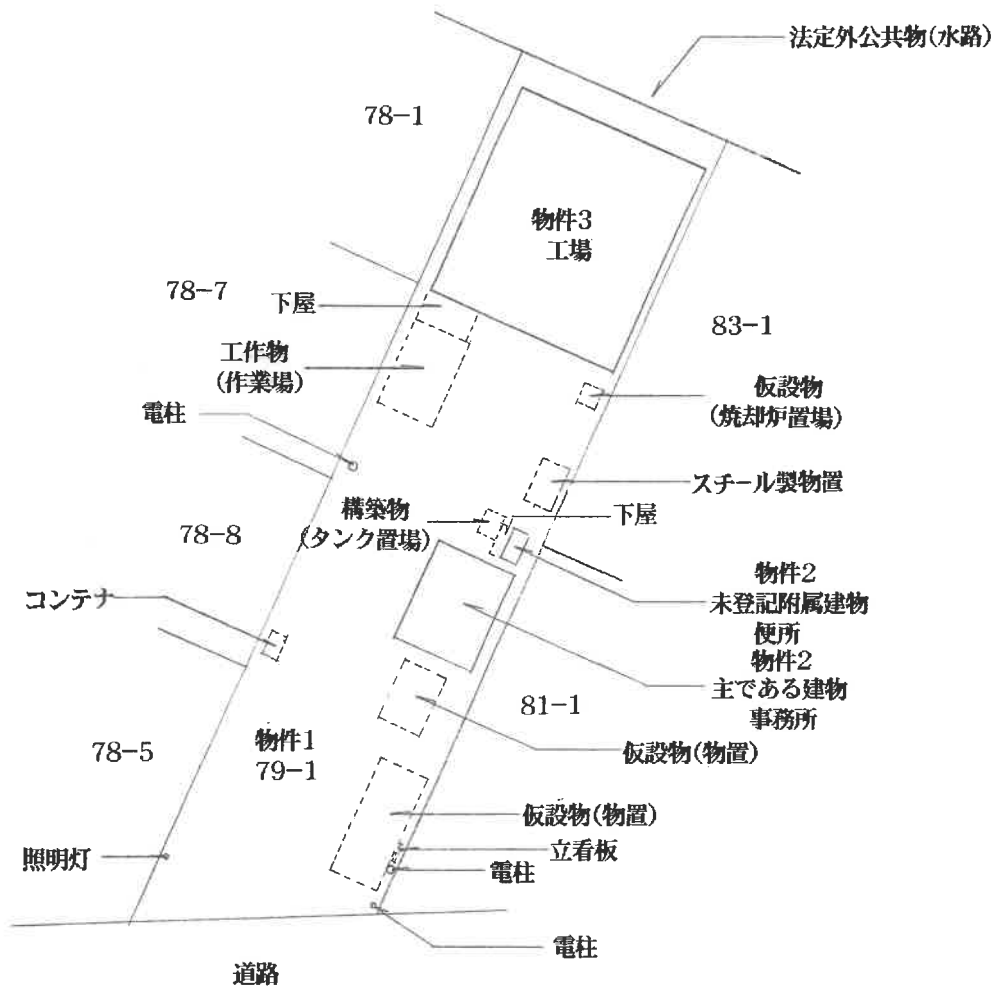 法定外公共物(水路)
78-1
物件3
工場
78-7
下屋
83-1
工作物
(作業場)
仮設物
(焼却炉置場)
電柱
スチール製物置
構築物
(タンク置場)
下屋
78-8
物件2
未登記附属建物
便所
コンテナ
物件2
主である建物
事務所
81-1
物件1
79-1
78-5
仮設物(物置)
仮設物(物置)
立看板
照明灯
電柱
電柱
道路